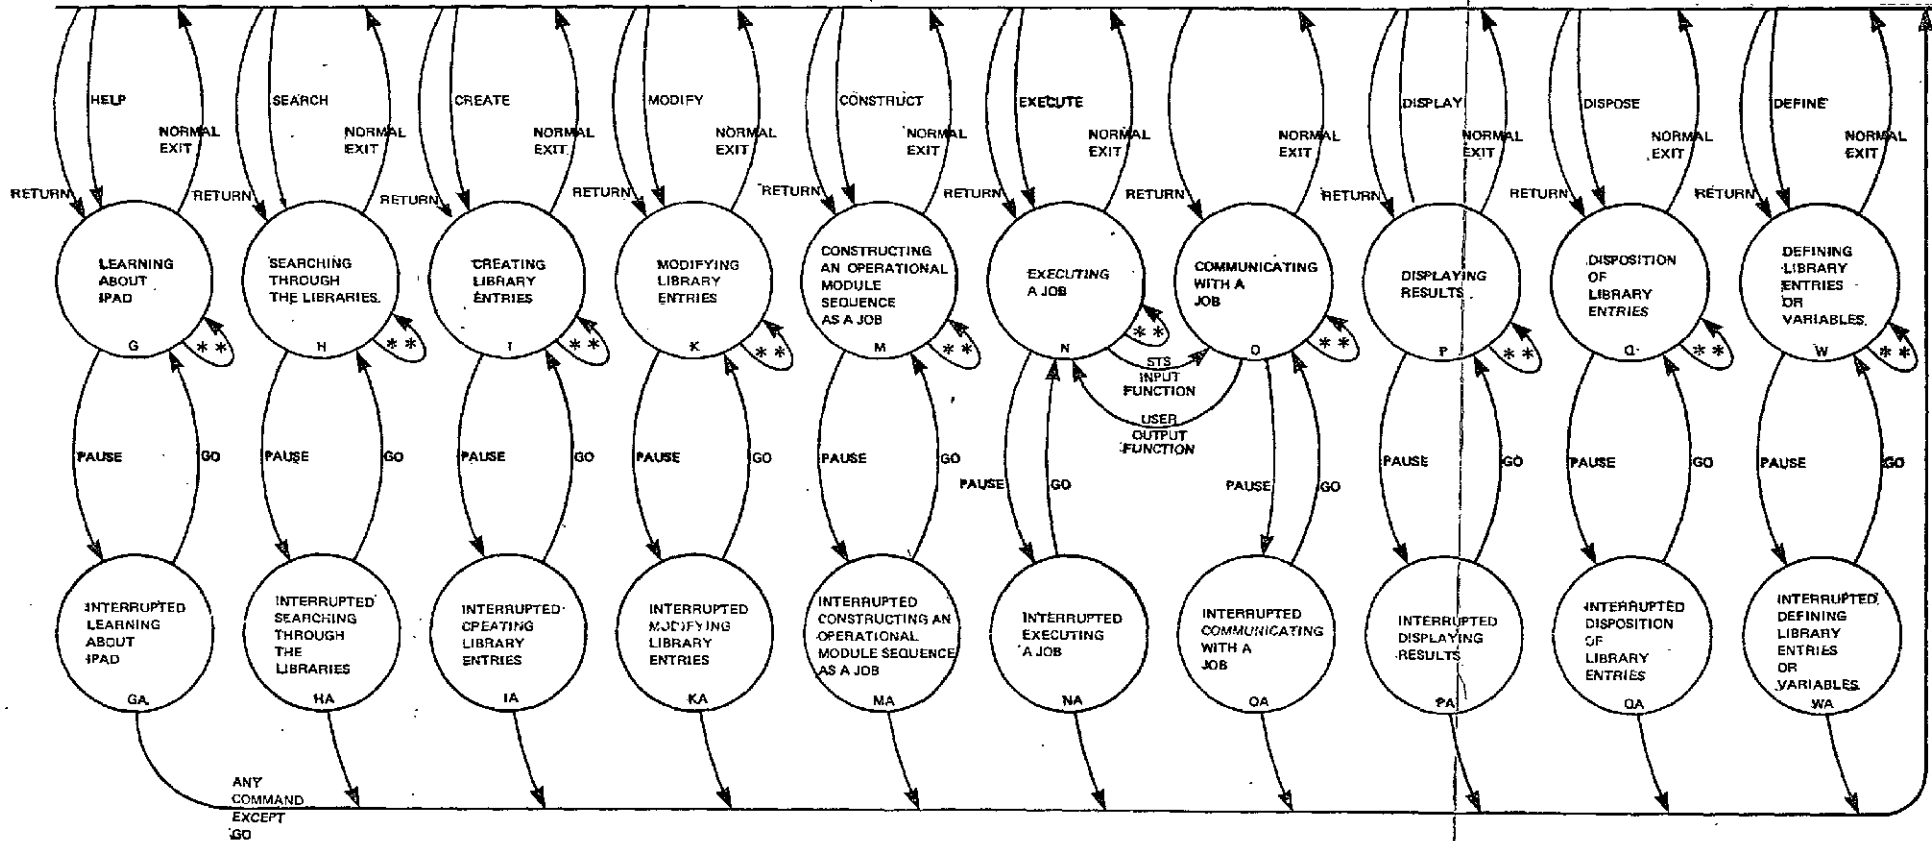 HELP
NORMAL
EXIT
RETURN
SEARCH
NORMAL
EXIT
RETURN
CREATE
NORMAL
EXIT
RETURN
MODIFY
NORMAL
EXIT
RETURN
CONSTRUCT
NORMAL
EXIT
RETURN
EXECUTE
NORMAL
EXIT
RETURN
NORMAL
EXIT
RETURN
DISPLAY
NORMAL
EXIT
RETURN
DISPOSE
NORMAL
EXIT
RETURN
DEFINE
NORMAL
EXIT
RETURN
LEARNING
ABOUT
IPAD
G
**
SEARCHING
THROUGH
THE LIBRARIES
H
**
CREATING
LIBRARY
ENTRIES
I
**
MODIFYING
LIBRARY
ENTRIES
K
**
CONSTRUCTING
AN OPERATIONAL
MODULE
SEQUENCE
AS A JOB
M
**
EXECUTING
A JOB
N
**
COMMUNICATING
WITH A
JOB
O
**
DISPLAYING
RESULTS
P
**
DISPOSITION
OF
LIBRARY
ENTRIES
Q
**
DEFINING
LIBRARY
ENTRIES
OR
VARIABLES
W
**
STS
INPUT
FUNCTION
USER
OUTPUT
FUNCTION
PAUSE
GO
PAUSE
GO
PAUSE
GO
PAUSE
GO
PAUSE
GO
PAUSE
GO
PAUSE
GO
PAUSE
GO
PAUSE
GO
PAUSE
GO
INTERRUPTED
LEARNING
ABOUT
IPAD
GA
INTERRUPTED
SEARCHING
THROUGH
THE
LIBRARIES
HA
INTERRUPTED
CREATING
LIBRARY
ENTRIES
IA
INTERRUPTED
MODIFYING
LIBRARY
ENTRIES
KA
INTERRUPTED
CONSTRUCTING AN
OPERATIONAL
MODULE SEQUENCE
AS A JOB
MA
INTERRUPTED
EXECUTING
A JOB
NA
INTERRUPTED
COMMUNICATING
WITH A
JOB
OA
INTERRUPTED
DISPLAYING
RESULTS
PA
INTERRUPTED
DISPOSITION
OF
LIBRARY
ENTRIES
QA
INTERRUPTED
DEFINING
LIBRARY
ENTRIES
OR
VARIABLES
WA
ANY
COMMAND
EXCEPT
GO